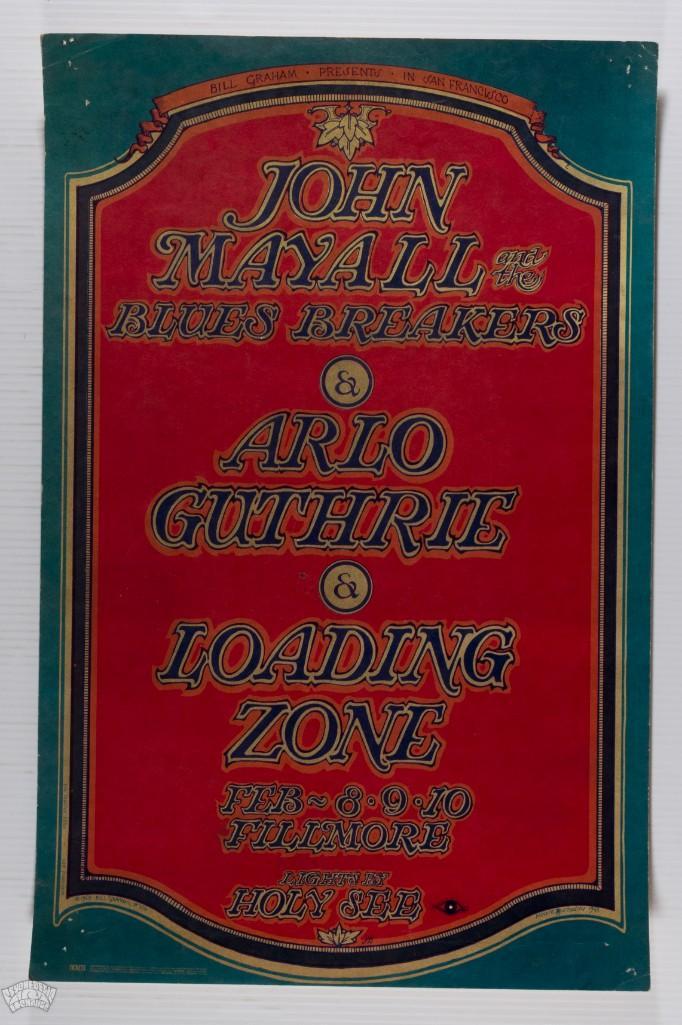 BILL GRAHAM · PRESENTS · IN SAN FRANCISCO
JOHN
MAYALL and the
BLUES BREAKERS
&
ARLO
GUTHRIE
&
LOADING
ZONE
FEB ~ 8 · 9 · 10
FILLMORE
LIGHTS BY
HOLY SEE